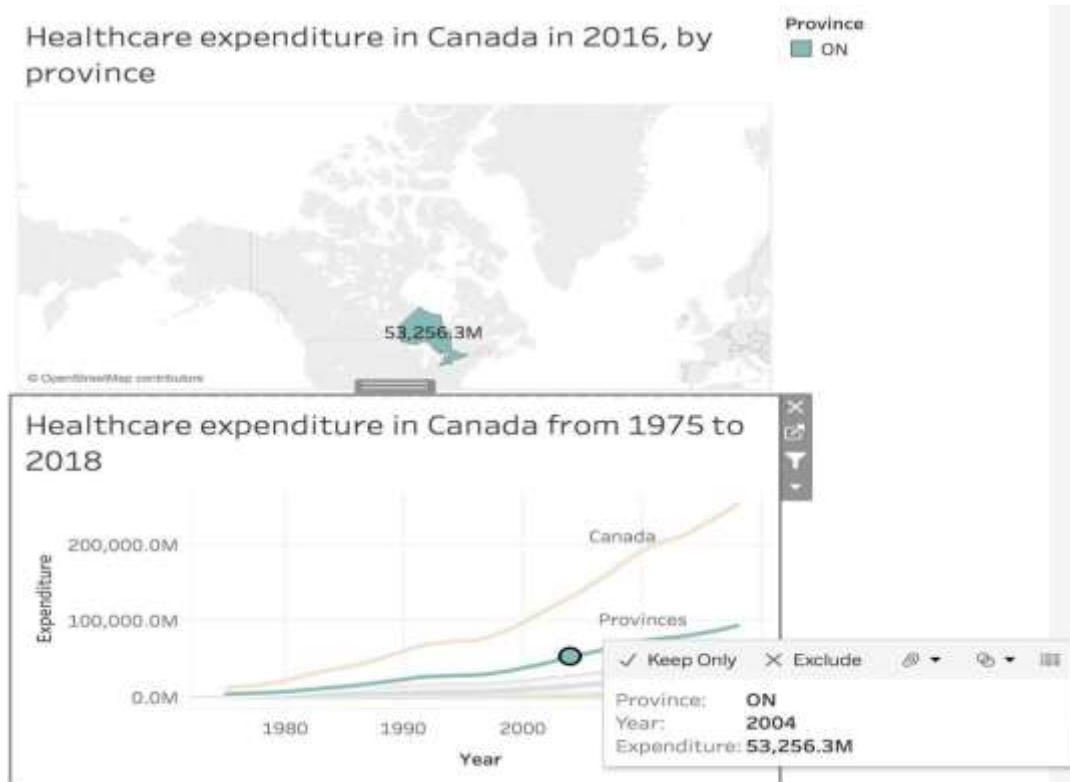 Healthcare expenditure in Canada in 2016, by
province
Province
ON
53,256.3M
© OpenStreetMap contributors
Healthcare expenditure in Canada from 1975 to
2018
Expenditure
200,000.0M
100,000.0M
0.0M
Canada
Provinces
1980
1990
2000
Year
Keep Only
Exclude
Province: ON
Year: 2004
Expenditure: 53,256.3M